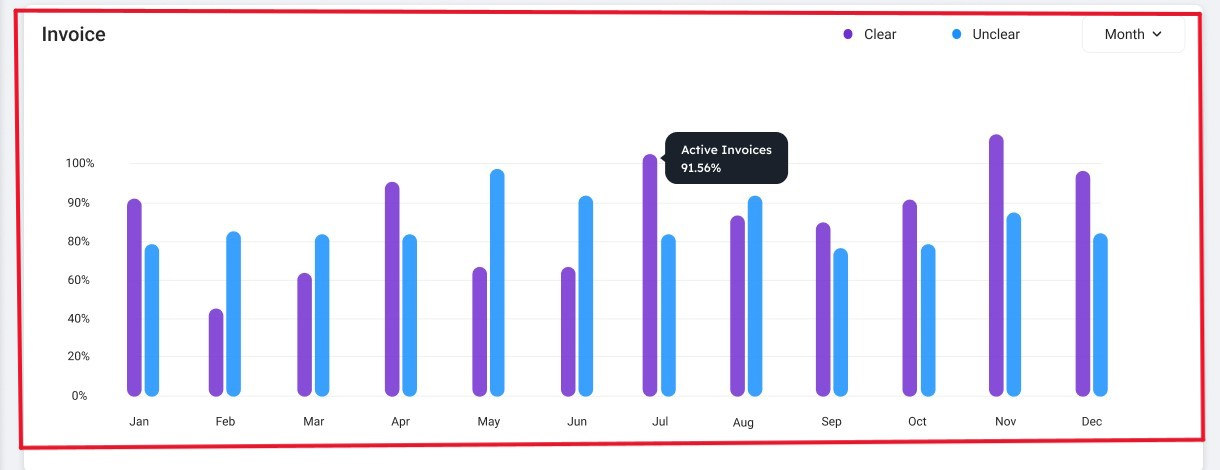 Invoice
Clear
Unclear
Month
Active Invoices
91.56%
100%
90%
80%
60%
40%
20%
0%
Jan Feb Mar Apr May Jun Jul Aug Sep Oct Nov Dec